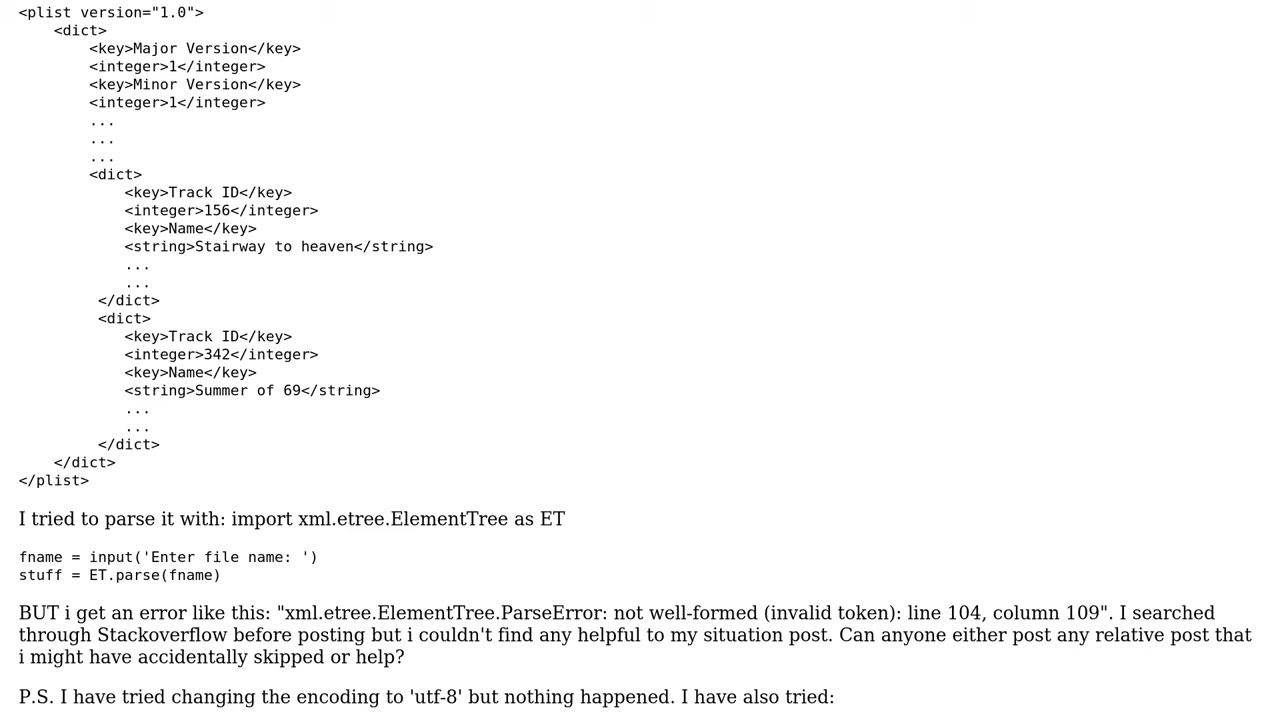 <plist version="1.0">
    <dict>
        <key>Major Version</key>
        <integer>1</integer>
        <key>Minor Version</key>
        <integer>1</integer>
        ...
        ...
        ...
        <dict>
            <key>Track ID</key>
            <integer>156</integer>
            <key>Name</key>
            <string>Stairway to heaven</string>
            ...
            ...
         </dict>
         <dict>
            <key>Track ID</key>
            <integer>342</integer>
            <key>Name</key>
            <string>Summer of 69</string>
            ...
            ...
         </dict>
    </dict>
</plist>
I tried to parse it with: import xml.etree.ElementTree as ET
fname = input('Enter file name: ')
stuff = ET.parse(fname)
BUT i get an error like this: "xml.etree.ElementTree.ParseError: not well-formed (invalid token): line 104, column 109". I searched
through Stackoverflow before posting but i couldn't find any helpful to my situation post. Can anyone either post any relative post that
i might have accidentally skipped or help?
P.S. I have tried changing the encoding to 'utf-8' but nothing happened. I have also tried: